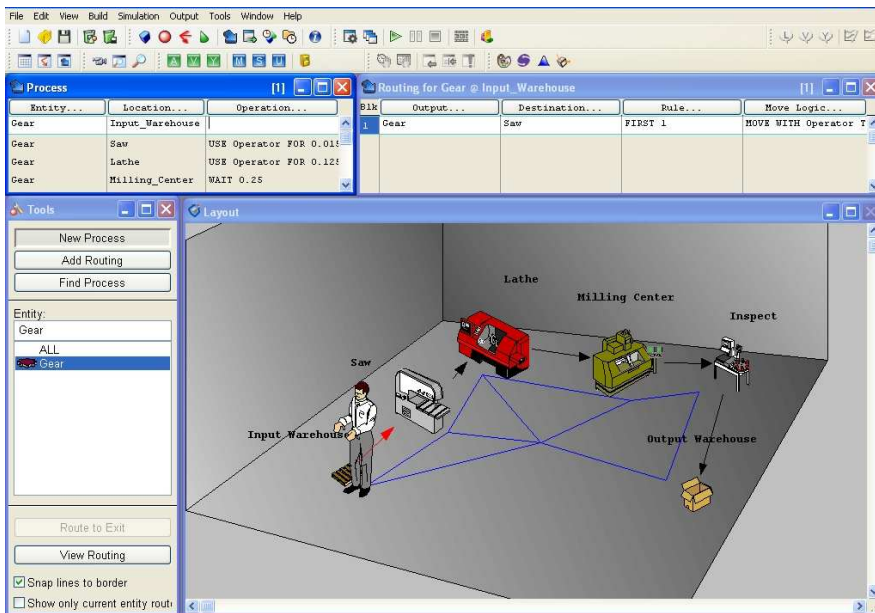 File Edit View Build Simulation Output Tools Window Help
Process [1]
Entity... Location... Operation...
Gear Input_Warehouse
Gear Saw USE Operator FOR 0.015
Gear Lathe USE Operator FOR 0.125
Gear Milling_Center WAIT 0.25
Routing for Gear @ Input_Warehouse [1]
Blk Output... Destination... Rule... Move Logic...
1 Gear Saw FIRST 1 MOVE WITH Operator T
Tools
New Process
Add Routing
Find Process
Entity:
Gear
ALL
Gear
Route to Exit
View Routing
Snap lines to border
Show only current entity routi
Layout
Lathe
Milling Center
Inspect
Saw
Input Warehouse
Output Warehouse